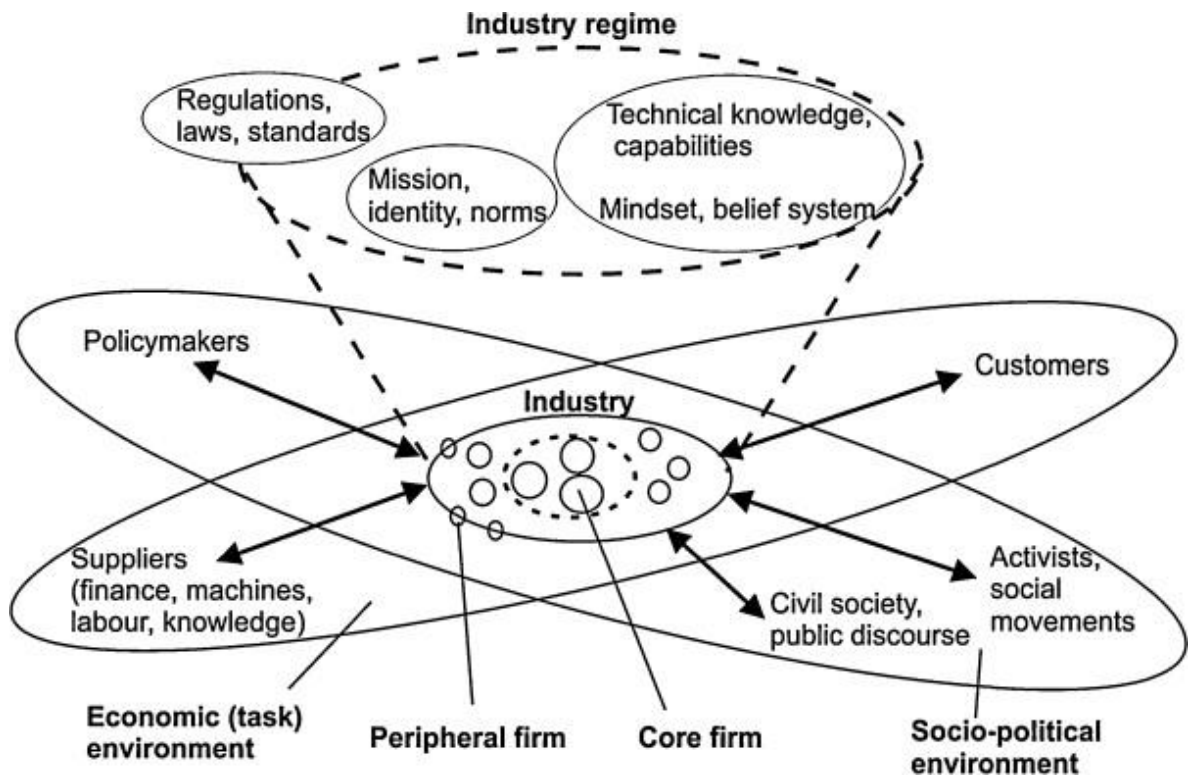 Industry regime
Regulations,
laws, standards
Technical knowledge,
capabilities
Mission,
identity, norms
Mindset, belief system
Policymakers
Customers
Industry
Suppliers
(finance, machines,
labour, knowledge)
Activists,
social
movements
Civil society,
public discourse
Economic (task)
environment
Peripheral firm
Core firm
Socio-political
environment